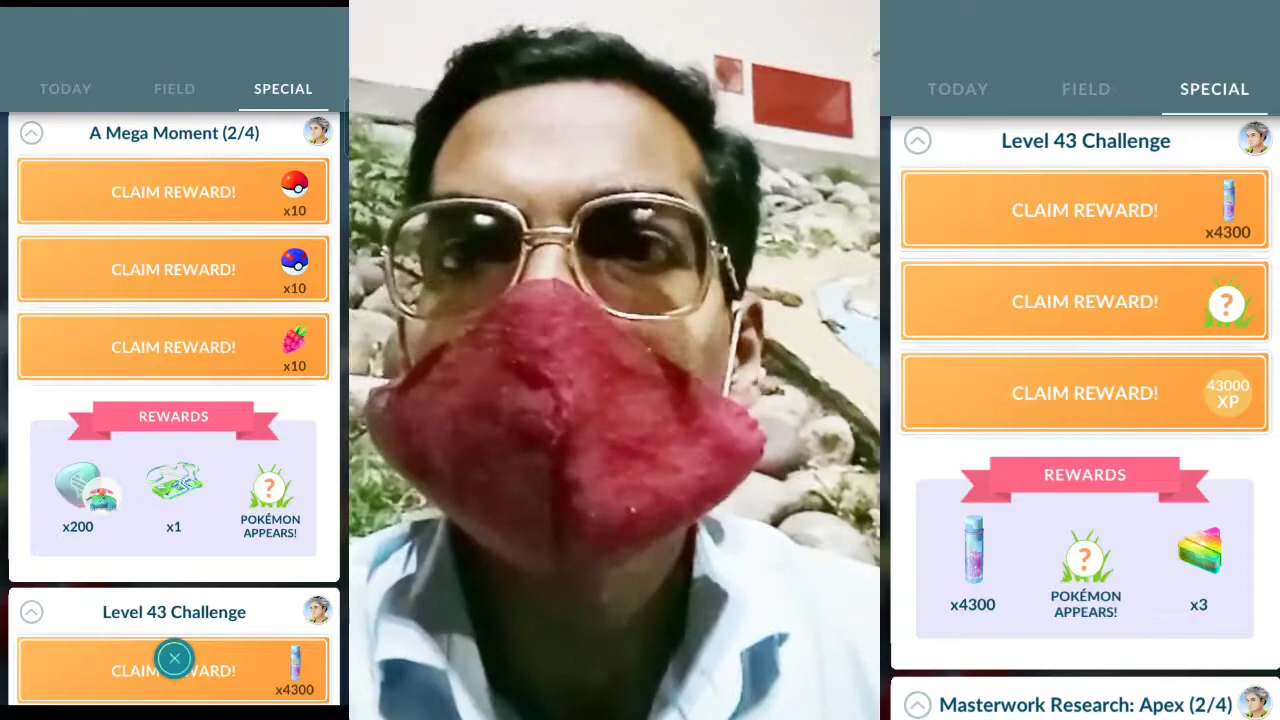 TODAY FIELD SPECIAL
A Mega Moment (2/4)
CLAIM REWARD!
x10
CLAIM REWARD!
x10
CLAIM REWARD!
x10
REWARDS
x200 x1 POKÉMON
APPEARS!
Level 43 Challenge
x4300
TODAY FIELD SPECIAL
Level 43 Challenge
CLAIM REWARD!
x4300
CLAIM REWARD!
?
CLAIM REWARD!
43000
XP
REWARDS
x4300 POKÉMON
APPEARS!
x3
Masterwork Research: Apex (2/4)